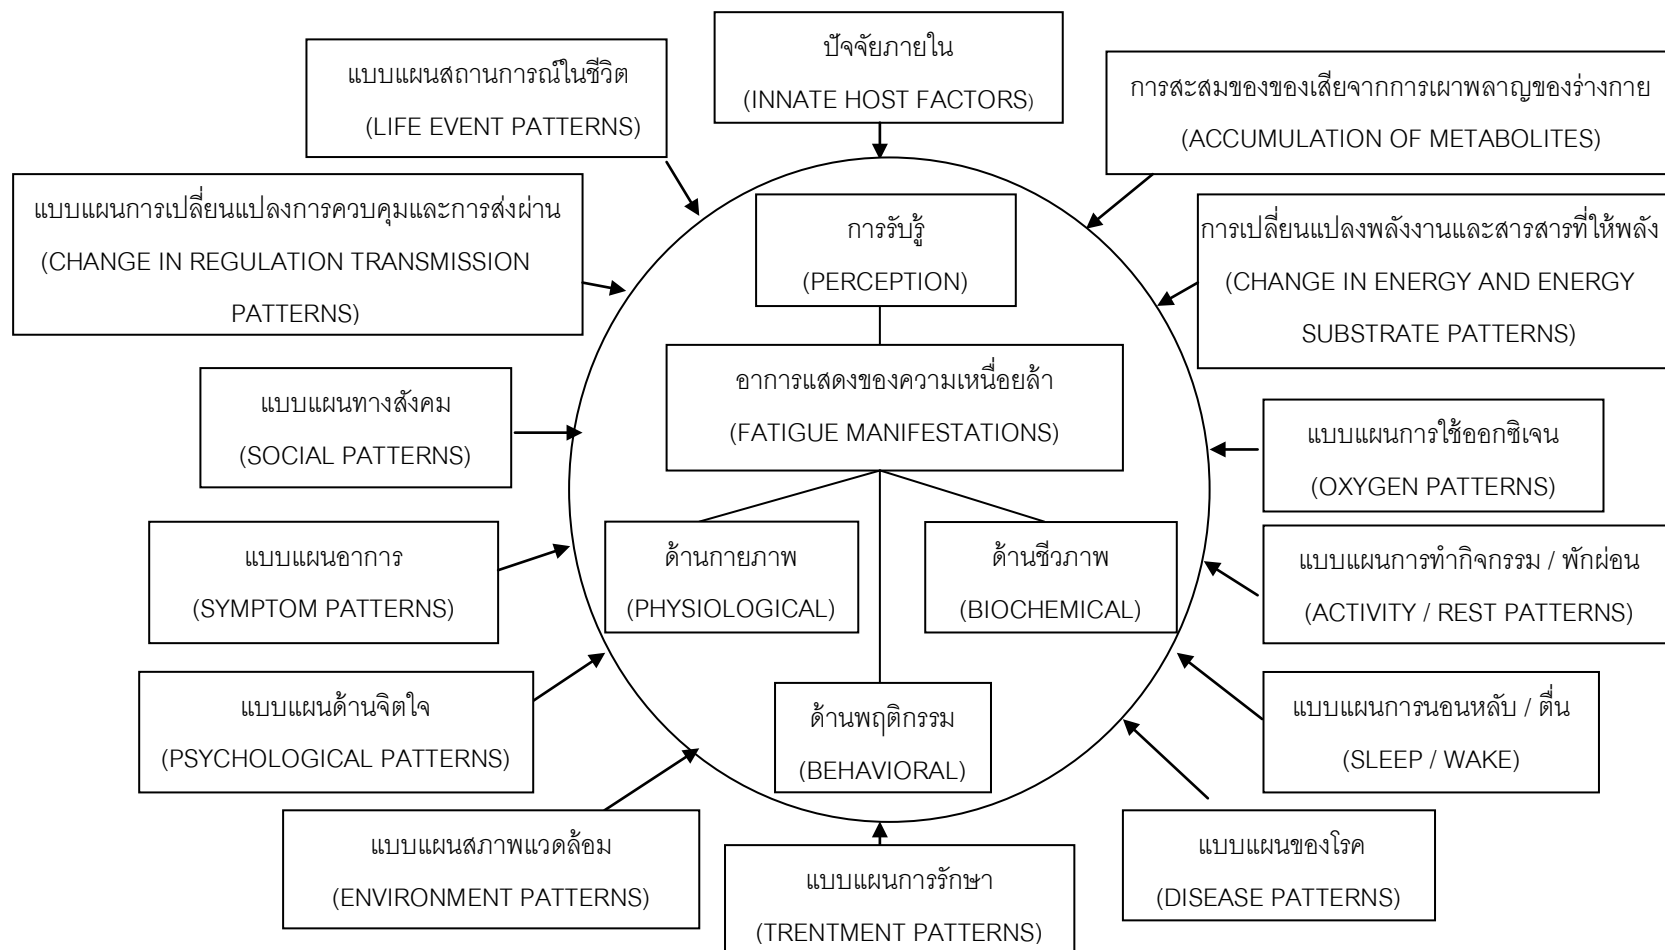 ปัจจัยภายใน
(INNATE HOST FACTORS)
แบบแผนสถานการณ์ในชีวิต
(LIFE EVENT PATTERNS)
การสะสมของของเสียจากการเผาพลาญของร่างกาย
(ACCUMULATION OF METABOLITES)
แบบแผนการเปลี่ยนแปลงการควบคุมและการส่งผ่าน
(CHANGE IN REGULATION TRANSMISSION
PATTERNS)
การรับรู้
(PERCEPTION)
การเปลี่ยนแปลงพลังงานและสารสารที่ให้พลัง
(CHANGE IN ENERGY AND ENERGY
SUBSTRATE PATTERNS)
แบบแผนทางสังคม
(SOCIAL PATTERNS)
อาการแสดงของความเหนื่อยล้า
(FATIGUE MANIFESTATIONS)
แบบแผนการใช้ออกซิเจน
(OXYGEN PATTERNS)
แบบแผนอาการ
(SYMPTOM PATTERNS)
ด้านกายภาพ
(PHYSIOLOGICAL)
ด้านชีวภาพ
(BIOCHEMICAL)
แบบแผนการทำกิจกรรม / พักผ่อน
(ACTIVITY / REST PATTERNS)
แบบแผนด้านจิตใจ
(PSYCHOLOGICAL PATTERNS)
ด้านพฤติกรรม
(BEHAVIORAL)
แบบแผนการนอนหลับ / ตื่น
(SLEEP / WAKE)
แบบแผนสภาพแวดล้อม
(ENVIRONMENT PATTERNS)
แบบแผนการรักษา
(TRENTMENT PATTERNS)
แบบแผนของโรค
(DISEASE PATTERNS)